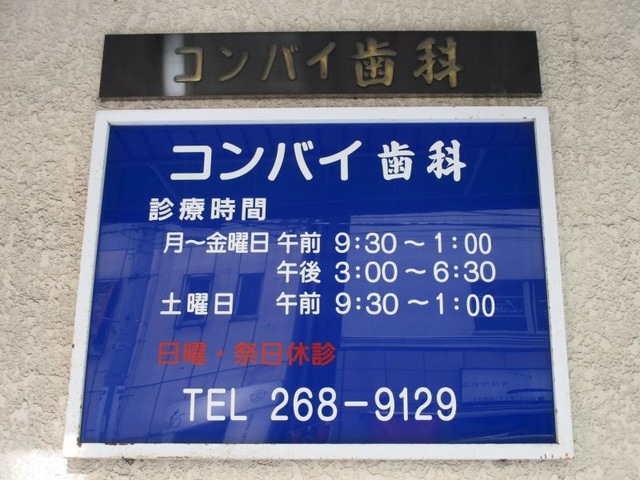 コンバイ歯科
コンバイ歯科
診療時間
月～金曜日 午前 9:30～1:00
午後 3:00～6:30
土曜日 午前 9:30～1:00
日曜・祭日休診
TEL 268-9129